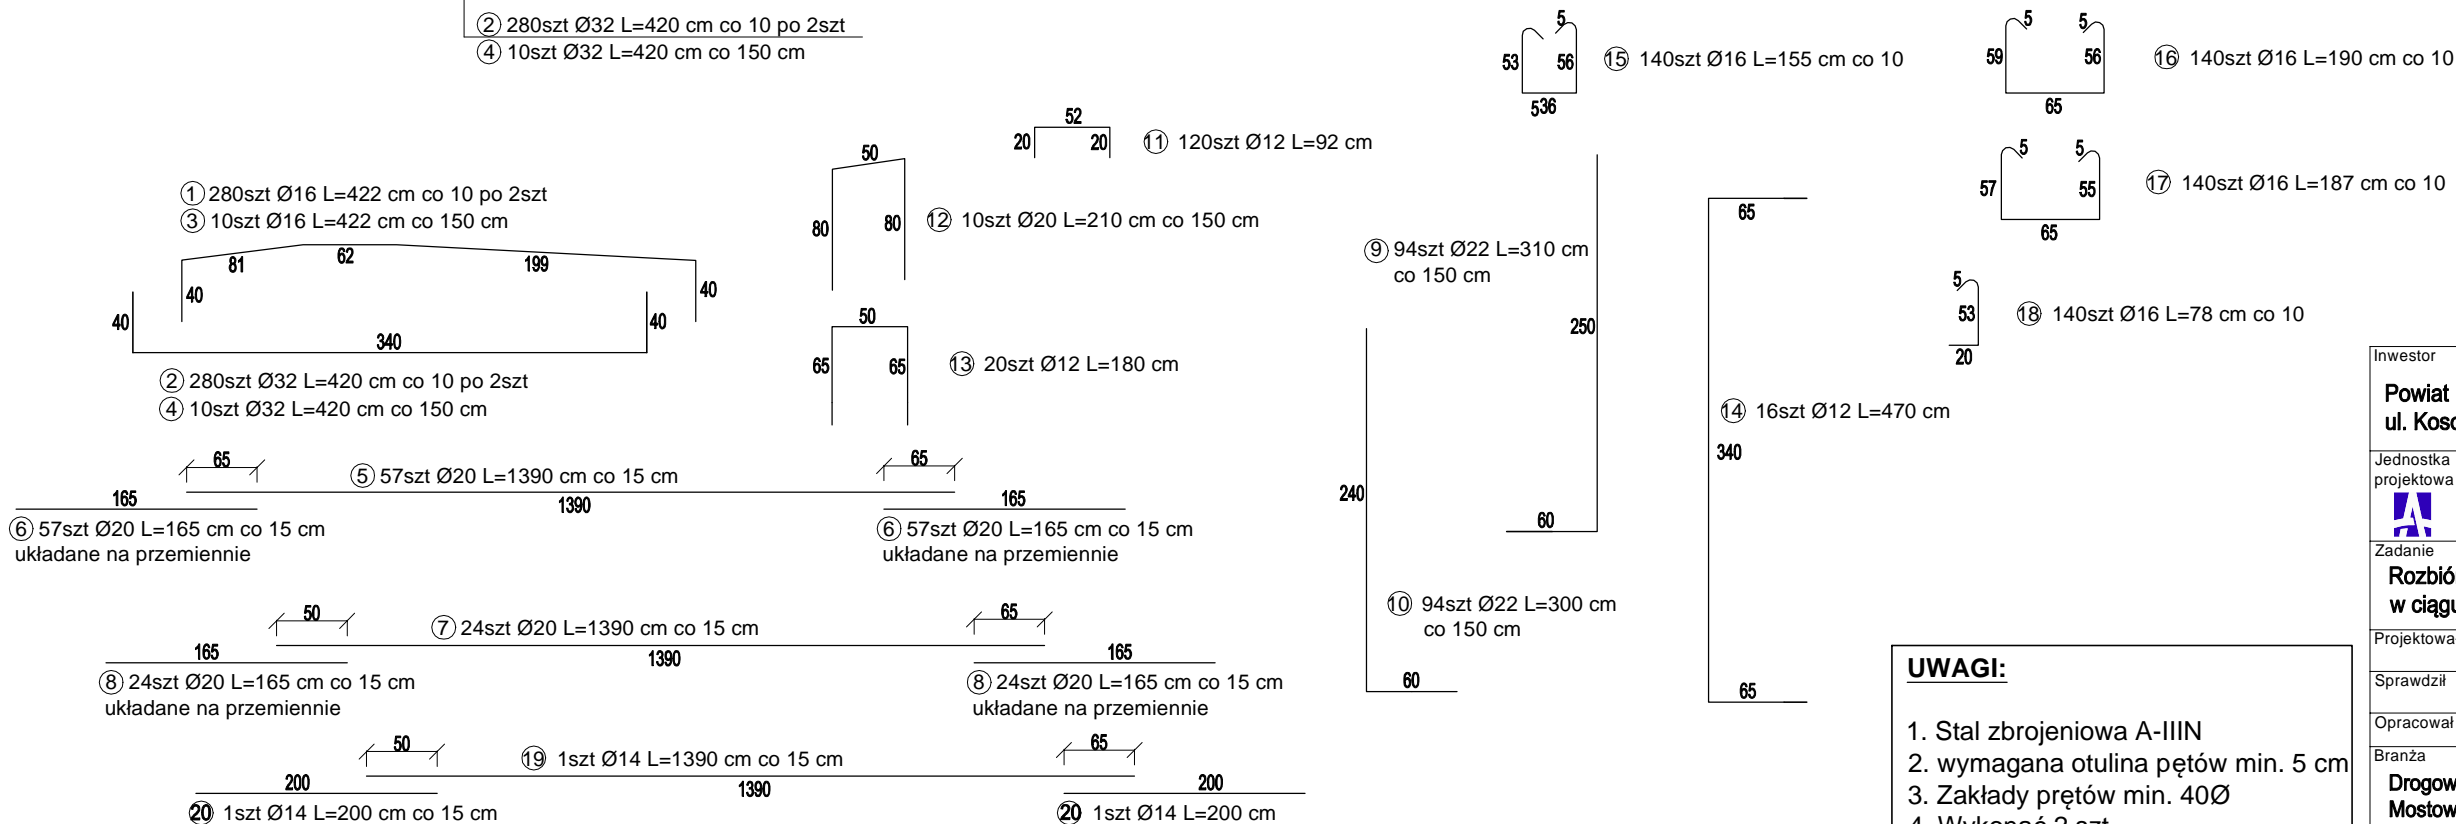 ② 280szt Ø32 L=420 cm co 10 po 2szt
④ 10szt Ø32 L=420 cm co 150 cm
5
53
56
536
⑮ 140szt Ø16 L=155 cm co 10
5
5
59
56
65
⑯ 140szt Ø16 L=190 cm co 10
52
20
20
⑪ 120szt Ø12 L=92 cm
5
5
57
55
65
⑰ 140szt Ø16 L=187 cm co 10
① 280szt Ø16 L=422 cm co 10 po 2szt
③ 10szt Ø16 L=422 cm co 150 cm
81
62
199
40
40
40
40
340
② 280szt Ø32 L=420 cm co 10 po 2szt
④ 10szt Ø32 L=420 cm co 150 cm
50
80
80
⑫ 10szt Ø20 L=210 cm co 150 cm
50
65
65
⑬ 20szt Ø12 L=180 cm
⑨ 94szt Ø22 L=310 cm
co 150 cm
250
60
65
⑭ 16szt Ø12 L=470 cm
340
65
5
53
20
⑱ 140szt Ø16 L=78 cm co 10
240
⑩ 94szt Ø22 L=300 cm
co 150 cm
60
65
⑤ 57szt Ø20 L=1390 cm co 15 cm
65
165
1390
165
⑥ 57szt Ø20 L=165 cm co 15 cm
układane na przemiennie
⑥ 57szt Ø20 L=165 cm co 15 cm
układane na przemiennie
50
⑦ 24szt Ø20 L=1390 cm co 15 cm
65
165
1390
165
⑧ 24szt Ø20 L=165 cm co 15 cm
układane na przemiennie
⑧ 24szt Ø20 L=165 cm co 15 cm
układane na przemiennie
50
⑲ 1szt Ø14 L=1390 cm co 15 cm
65
200
1390
200
⑳ 1szt Ø14 L=200 cm co 15 cm
⑳ 1szt Ø14 L=200 cm
UWAGI:
1. Stal zbrojeniowa A-IIIN
2. wymagana otulina pętów min. 5 cm
3. Zakłady prętów min. 40Ø
4. Wykonać 2 szt.
Inwestor
Powiat
ul. Kosc
Jednostka
projektowa
Zadanie
Rozbió
w ciągu
Projektował
Sprawdził
Opracował
Branża
Drogow
Mostow